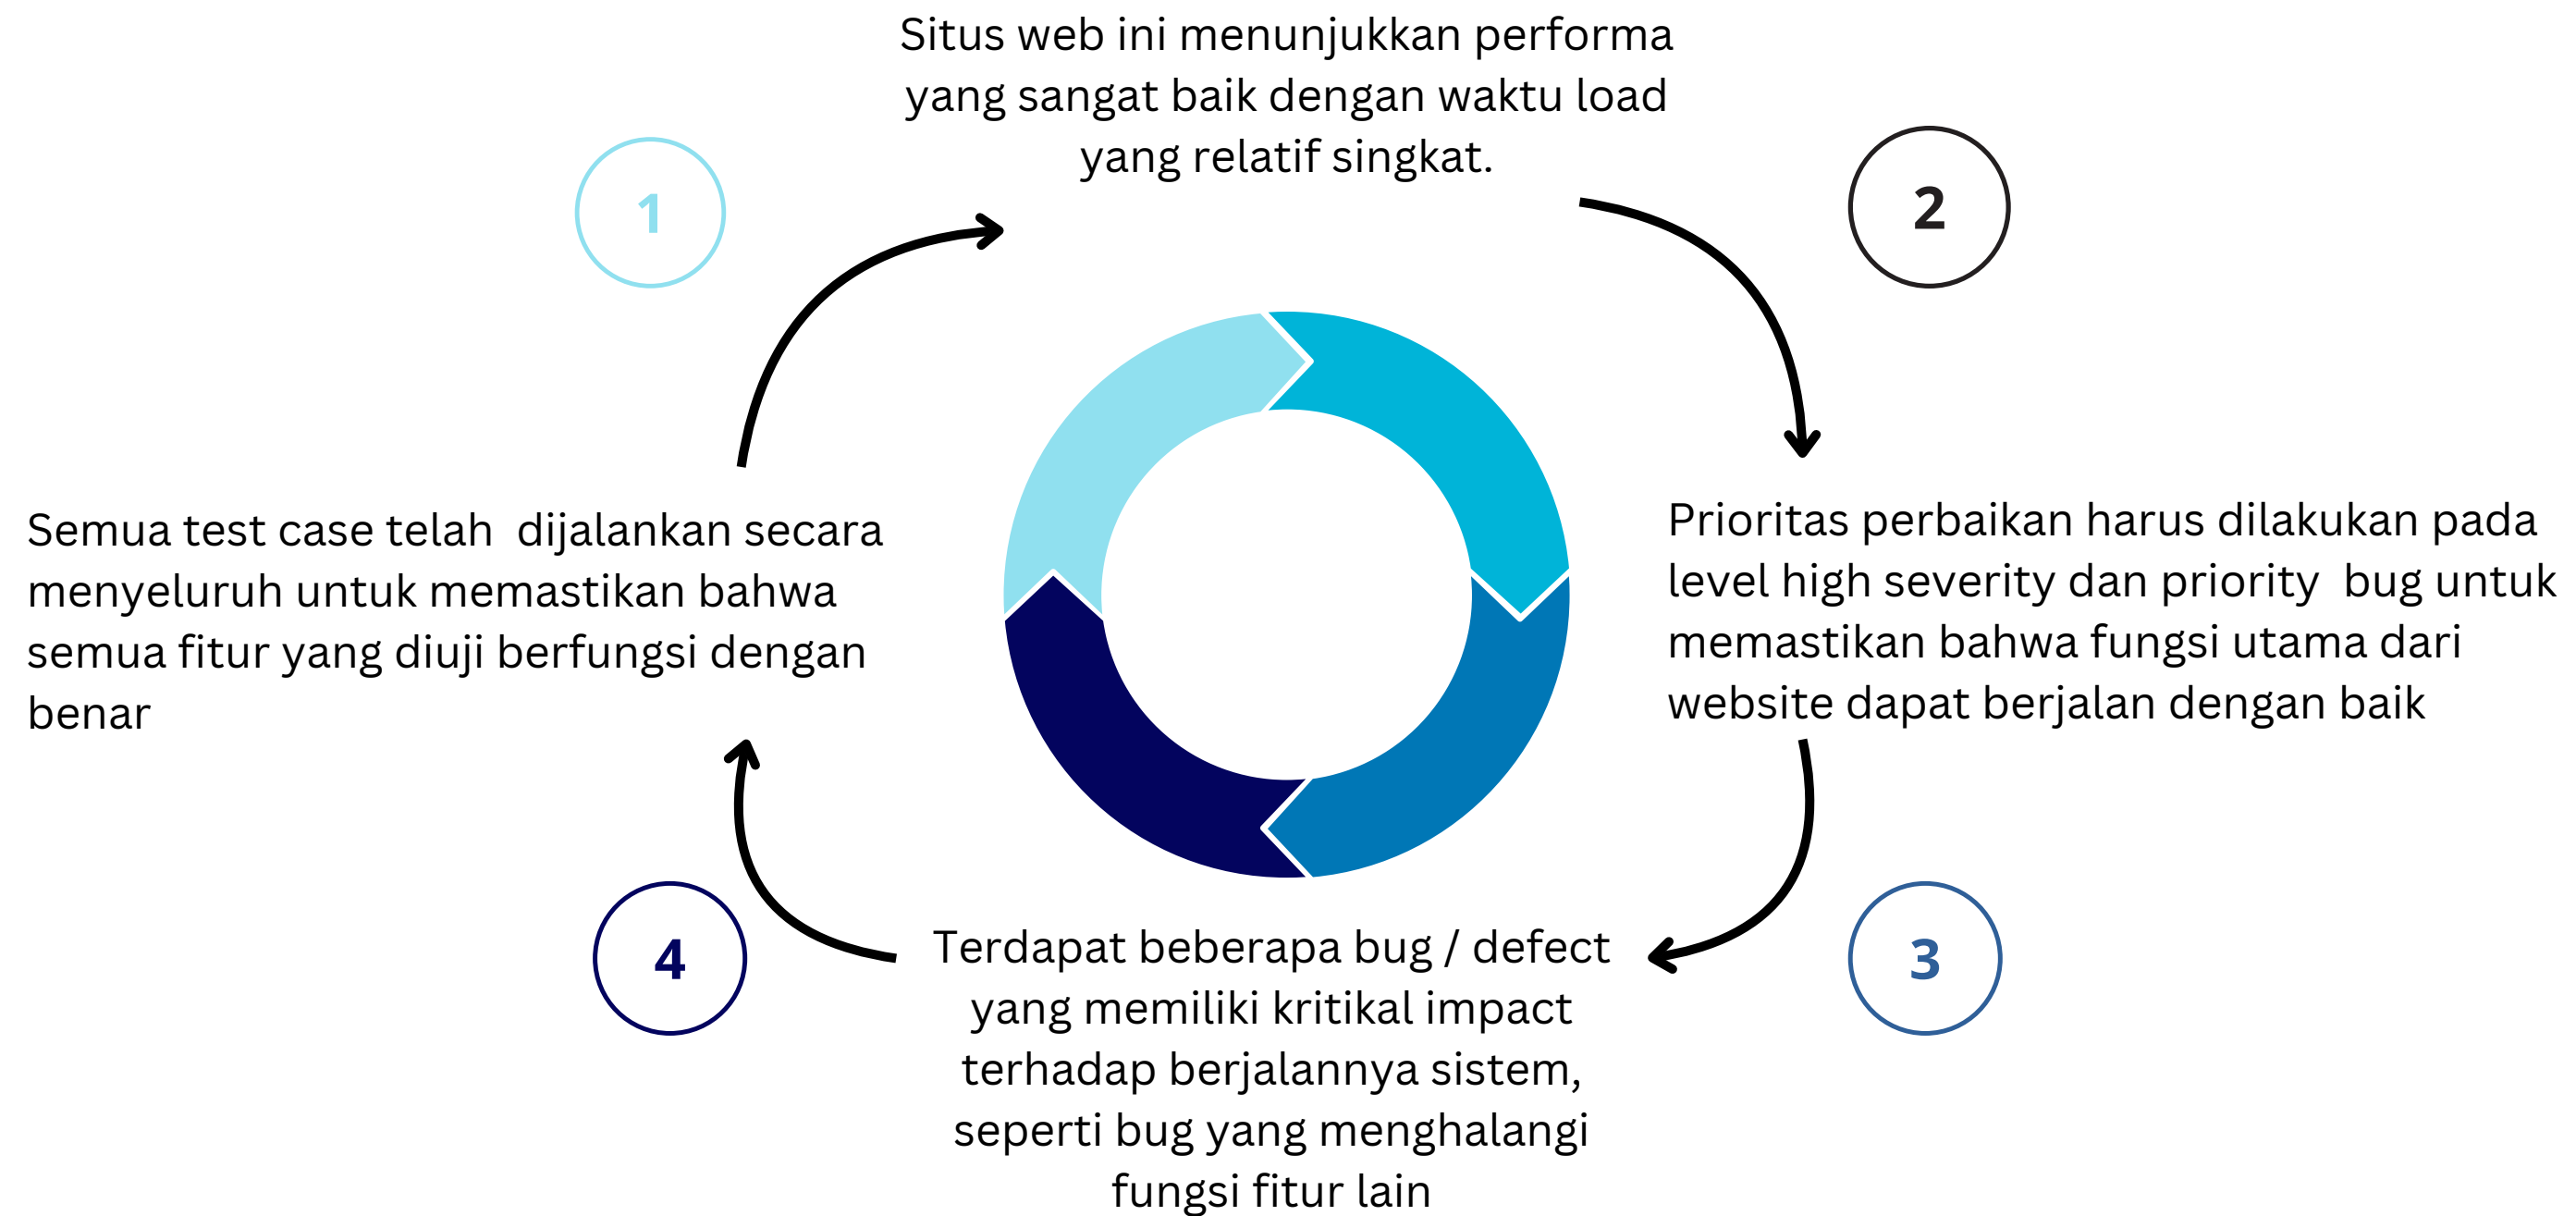 Situs web ini menunjukkan performa
yang sangat baik dengan waktu load
yang relatif singkat.
1
2
Semua test case telah  dijalankan secara
menyeluruh untuk memastikan bahwa
semua fitur yang diuji berfungsi dengan
benar
Prioritas perbaikan harus dilakukan pada
level high severity dan priority  bug untuk
memastikan bahwa fungsi utama dari
website dapat berjalan dengan baik
4
3
Terdapat beberapa bug / defect
yang memiliki kritikal impact
terhadap berjalannya sistem,
seperti bug yang menghalangi
fungsi fitur lain